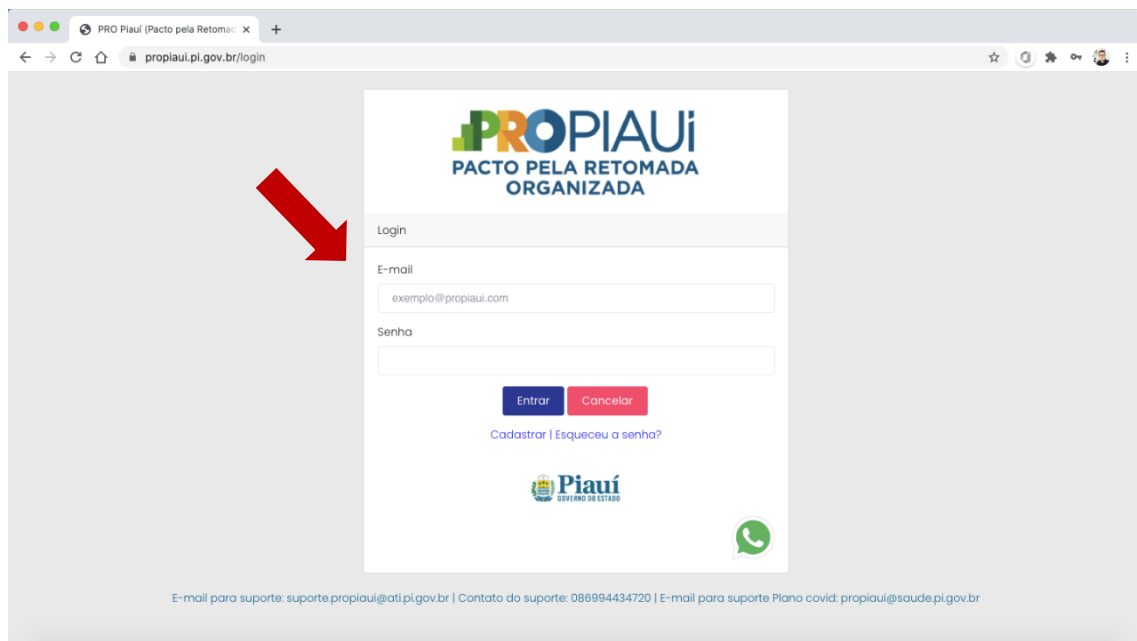 PRO Piauí (Pacto pela Retomad
propiaui.pi.gov.br/login
PROPIAUi
PACTO PELA RETOMADA
ORGANIZADA
Login
E-mail
exemplo@propiaui.com
Senha
Entrar Cancelar
Cadastrar | Esqueceu a senha?
Piauí
GOVERNO DO ESTADO
E-mail para suporte: suporte.propiaui@ati.pi.gov.br | Contato do suporte: 086994434720 | E-mail para suporte Plano covid: propiaui@saude.pi.gov.br